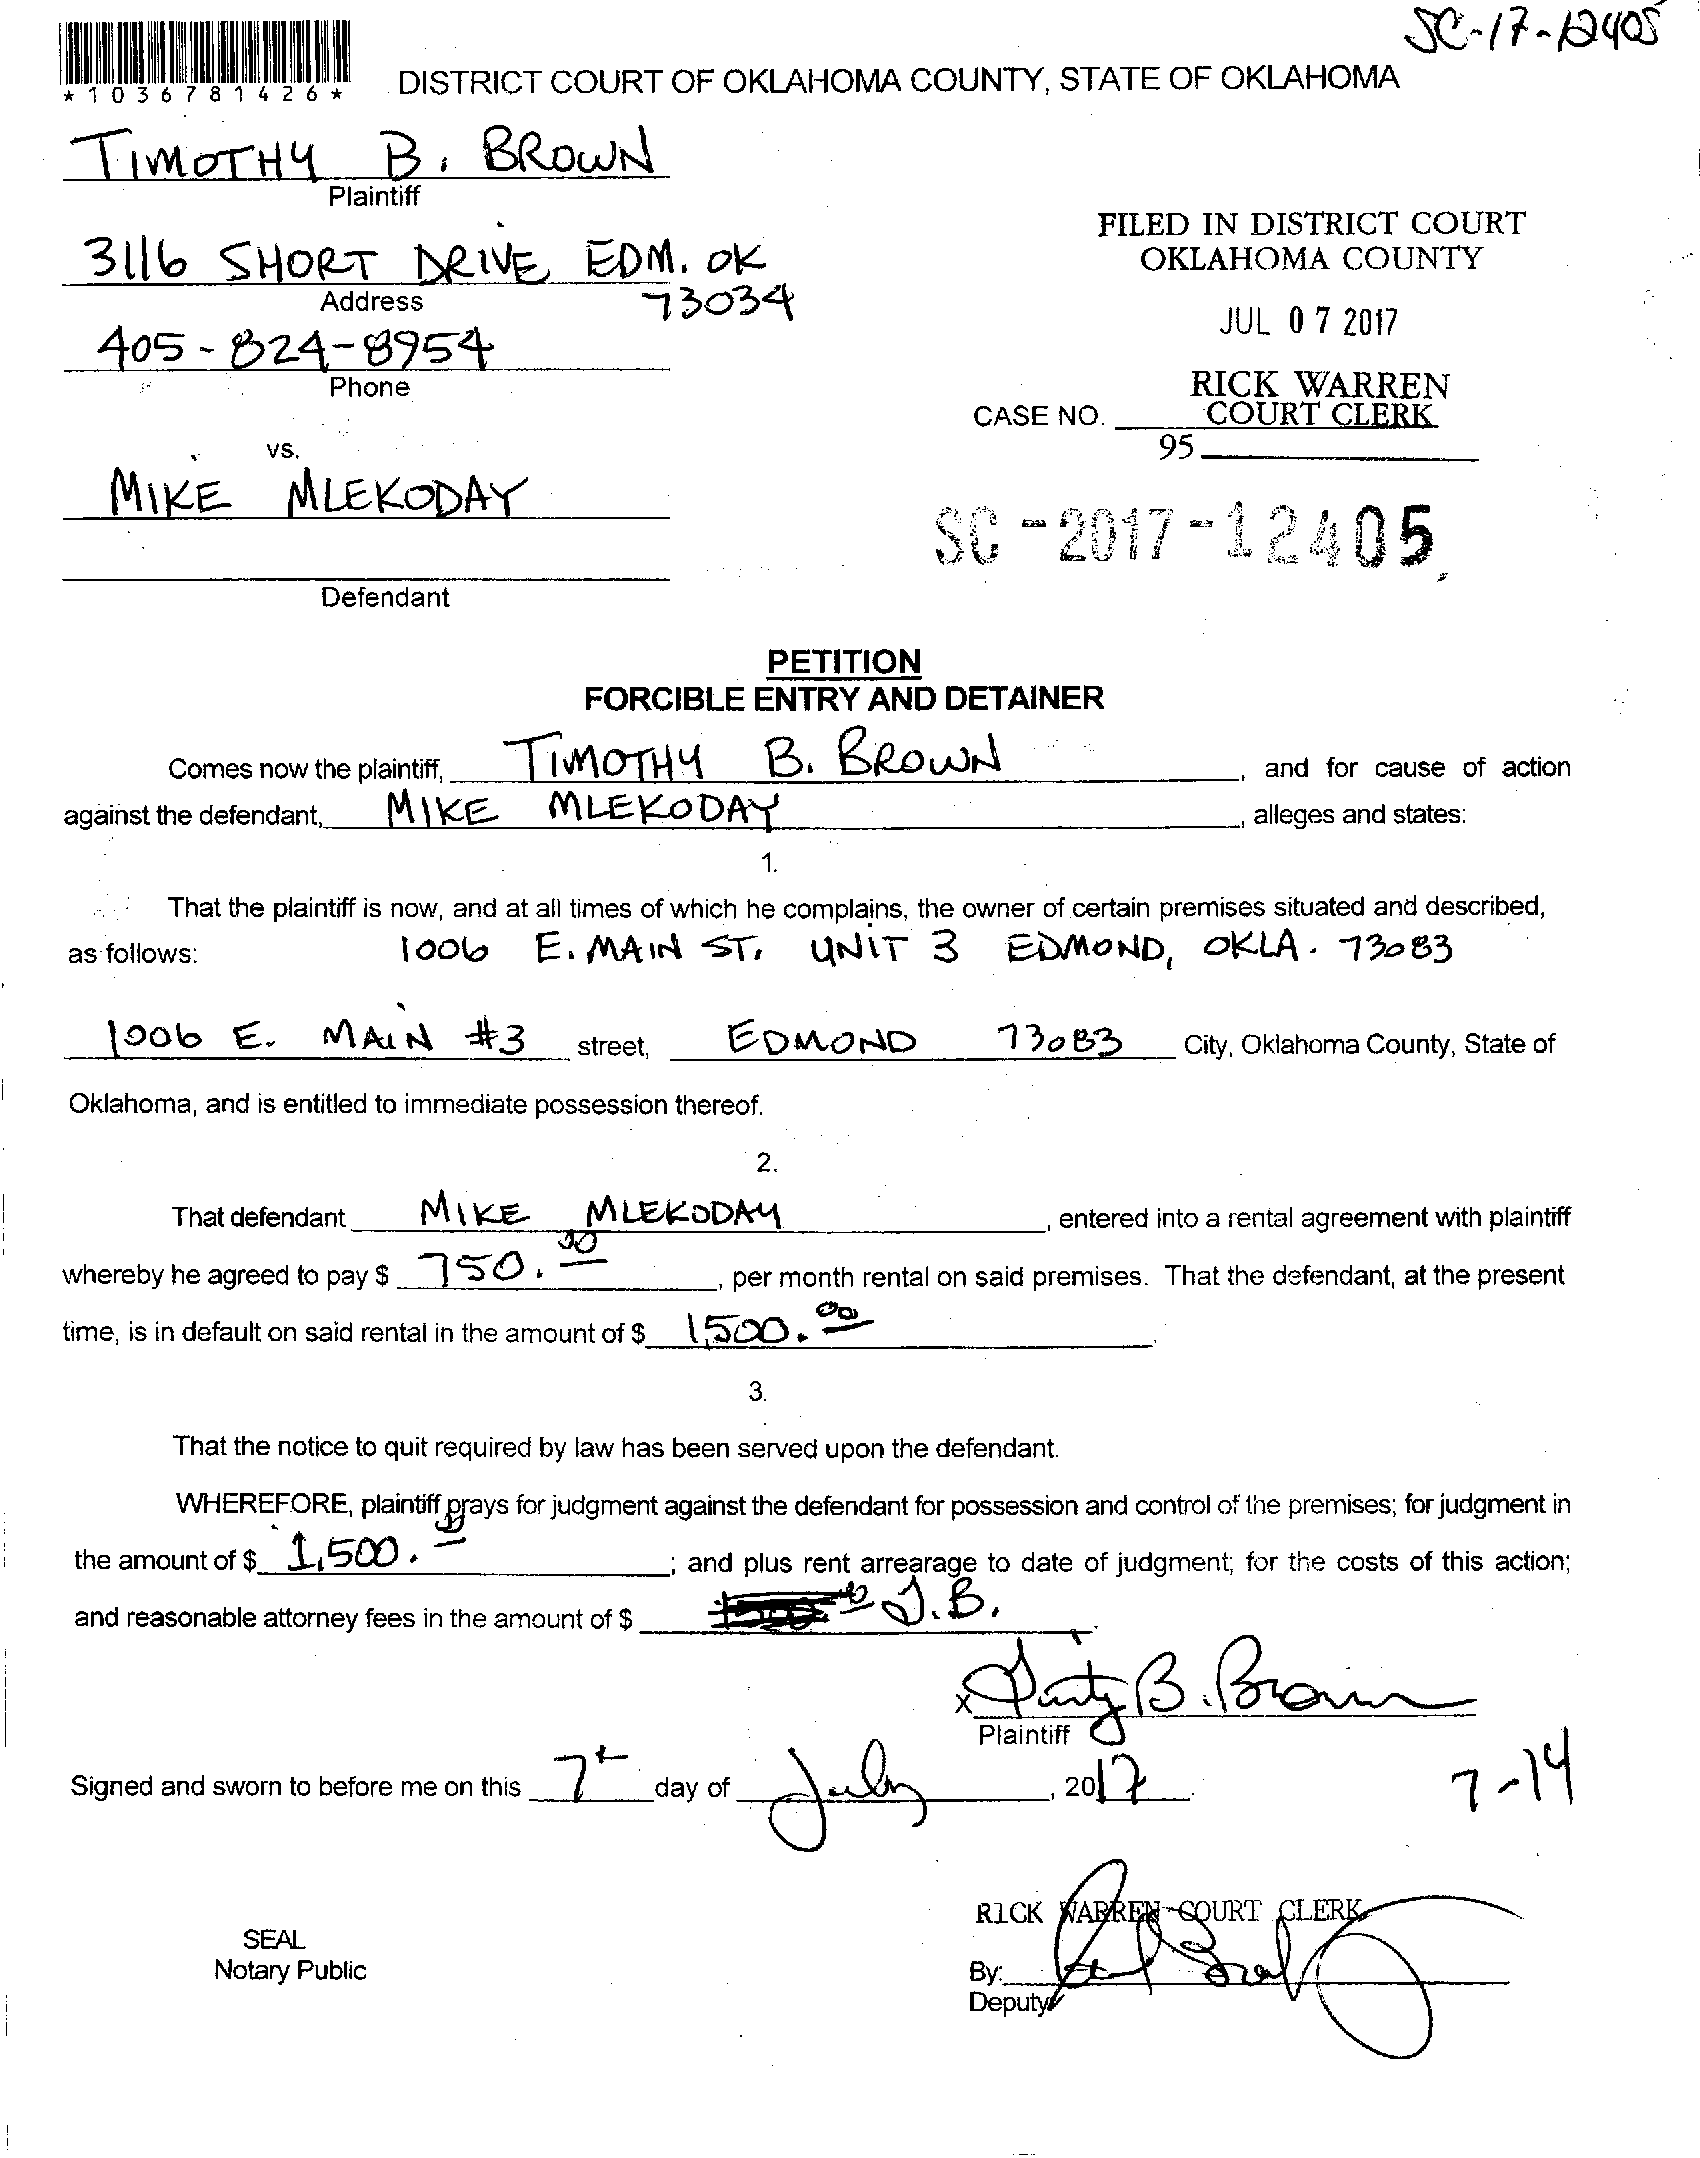 SC-17-12405
*1036781426*
DISTRICT COURT OF OKLAHOMA COUNTY, STATE OF OKLAHOMA
TIMOTHY B. BROWN
Plaintiff
3116 SHORT DRIVE EDM. OK
Address 73034
405-824-8954
Phone
FILED IN DISTRICT COURT
OKLAHOMA COUNTY
JUL 07 2017
RICK WARREN
CASE NO. COURT CLERK
95
vs.
MIKE MLEKODAY
SC-2017-12405
Defendant
PETITION
FORCIBLE ENTRY AND DETAINER
Comes now the plaintiff, TIMOTHY B. BROWN, and for cause of action
against the defendant, MIKE MLEKODAY, alleges and states:
1.
That the plaintiff is now, and at all times of which he complains, the owner of certain premises situated and described,
as follows: 1006 E. MAIN ST. UNIT 3 EDMOND, OKLA. 73083
1006 E. MAIN #3 street, EDMOND 73083 City, Oklahoma County, State of
Oklahoma, and is entitled to immediate possession thereof.
2.
That defendant MIKE MLEKODAY, entered into a rental agreement with plaintiff
whereby he agreed to pay $ 750.00, per month rental on said premises. That the defendant, at the present
time, is in default on said rental in the amount of $ 1,500.00.
3.
That the notice to quit required by law has been served upon the defendant.
WHEREFORE, plaintiff prays for judgment against the defendant for possession and control of the premises; for judgment in
the amount of $ 1,500.00; and plus rent arrearage to date of judgment; for the costs of this action;
and reasonable attorney fees in the amount of $ T.B.
x Timothy B. Brown
Plaintiff
Signed and sworn to before me on this 7th day of July, 2017. 7-14
RICK WARREN COURT CLERK
SEAL
Notary Public
By:
Deputy